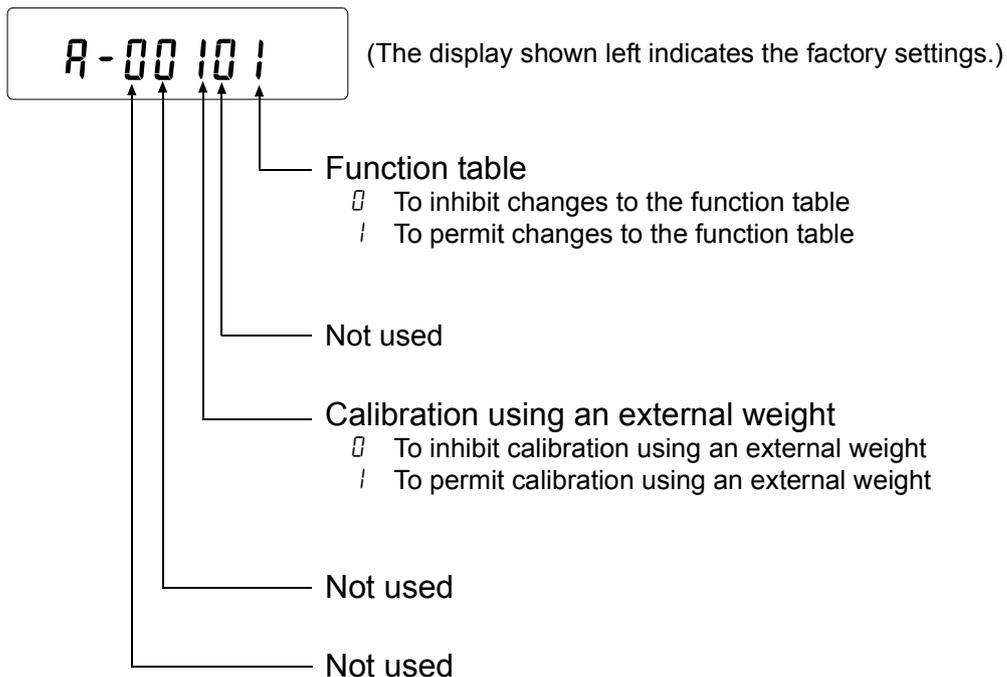 A-00101
(The display shown left indicates the factory settings.)
Function table
0 To inhibit changes to the function table
1 To permit changes to the function table
Not used
Calibration using an external weight
0 To inhibit calibration using an external weight
1 To permit calibration using an external weight
Not used
Not used